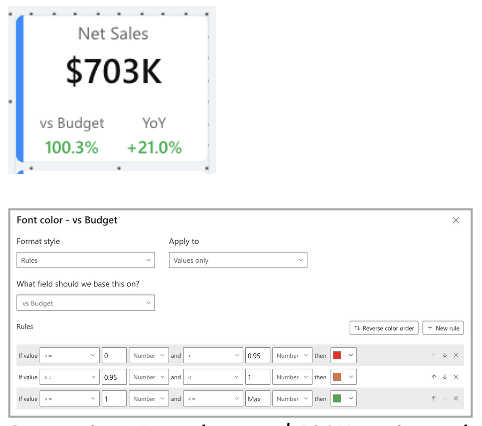 Net Sales
$703K
vs Budget YoY
100.3% +21.0%
Font color - vs Budget
Format style Apply to
Rules Values only
What field should we base this on?
vs Budget
Rules Reverse color order + New rule
If value >= 0 Number and < 0.95 Number then
If value >= 0.95 Number and < 1 Number then
If value >= 1 Number and <= Max Number then